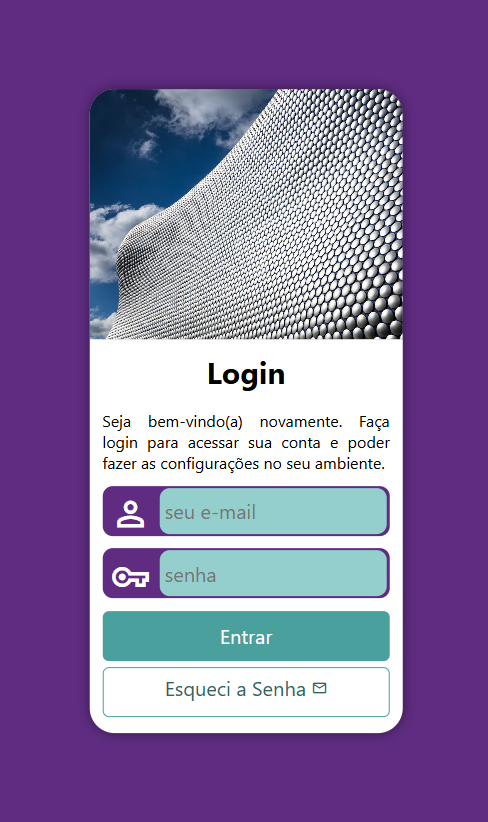 Login
Seja bem-vindo(a) novamente. Faça
login para acessar sua conta e poder
fazer as configurações no seu ambiente.
seu e-mail
senha
Entrar
Esqueci a Senha